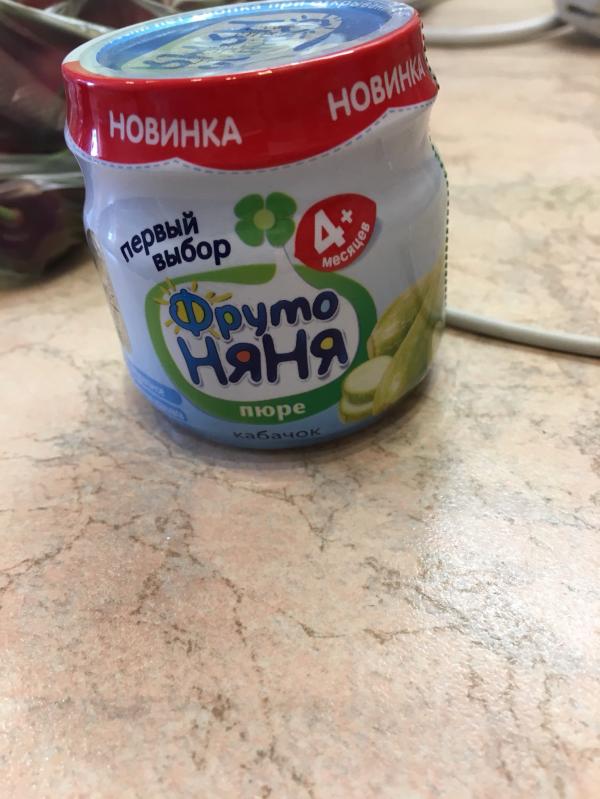 НОВИНКА
НОВИНКА
первый
выбор
4+
месяцев
Фруто
НЯНЯ
пюре
кабачок